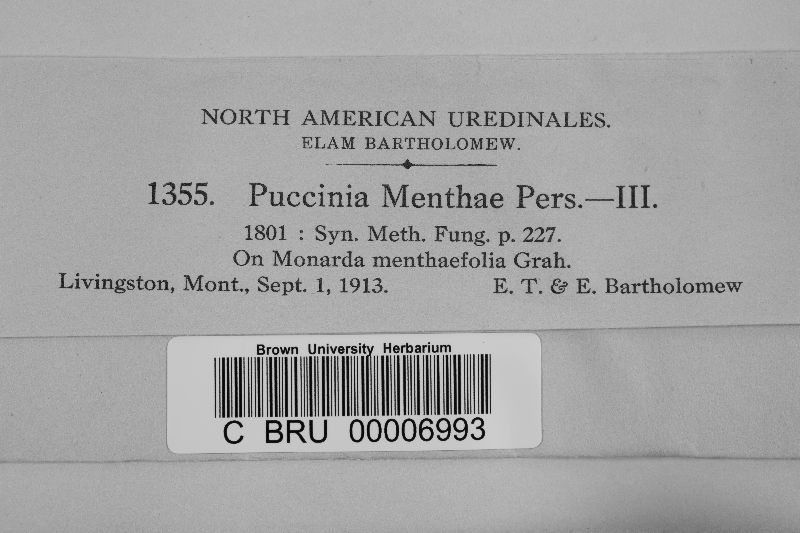 NORTH AMERICAN UREDINALES.
ELAM BARTHOLOMEW.
1355. Puccinia Menthae Pers.—III.
1801 : Syn. Meth. Fung. p. 227.
On Monarda menthaefolia Grah.
Livingston, Mont., Sept. 1, 1913. E. T. & E. Bartholomew
Brown University Herbarium
C BRU 00006993